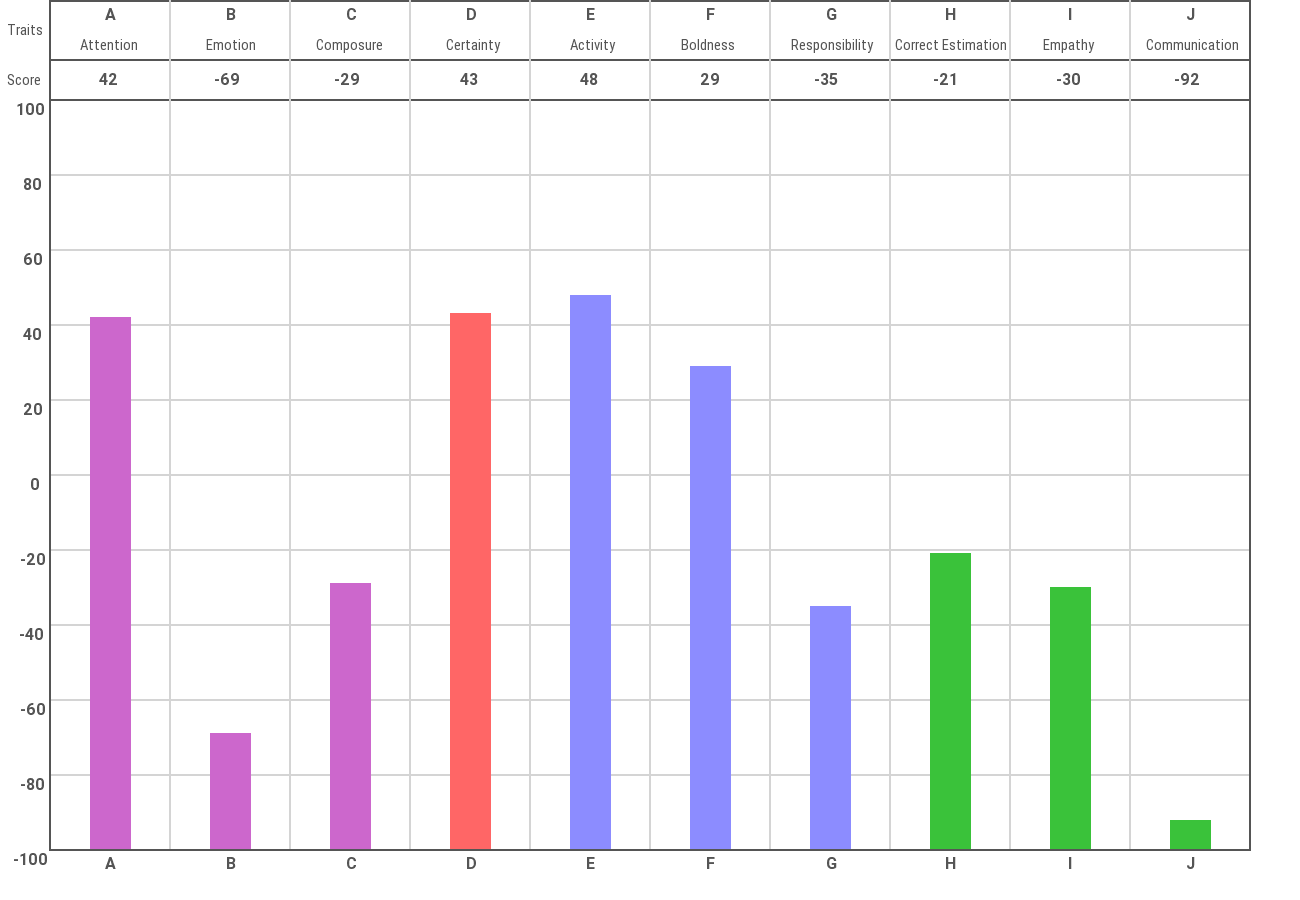 A B C D E F G H I J
Traits
Attention Emotion Composure Certainty Activity Boldness Responsibility Correct Estimation Empathy Communication
Score 42 -69 -29 43 48 29 -35 -21 -30 -92
100
80
60
40
20
0
-20
-40
-60
-80
-100
A B C D E F G H I J